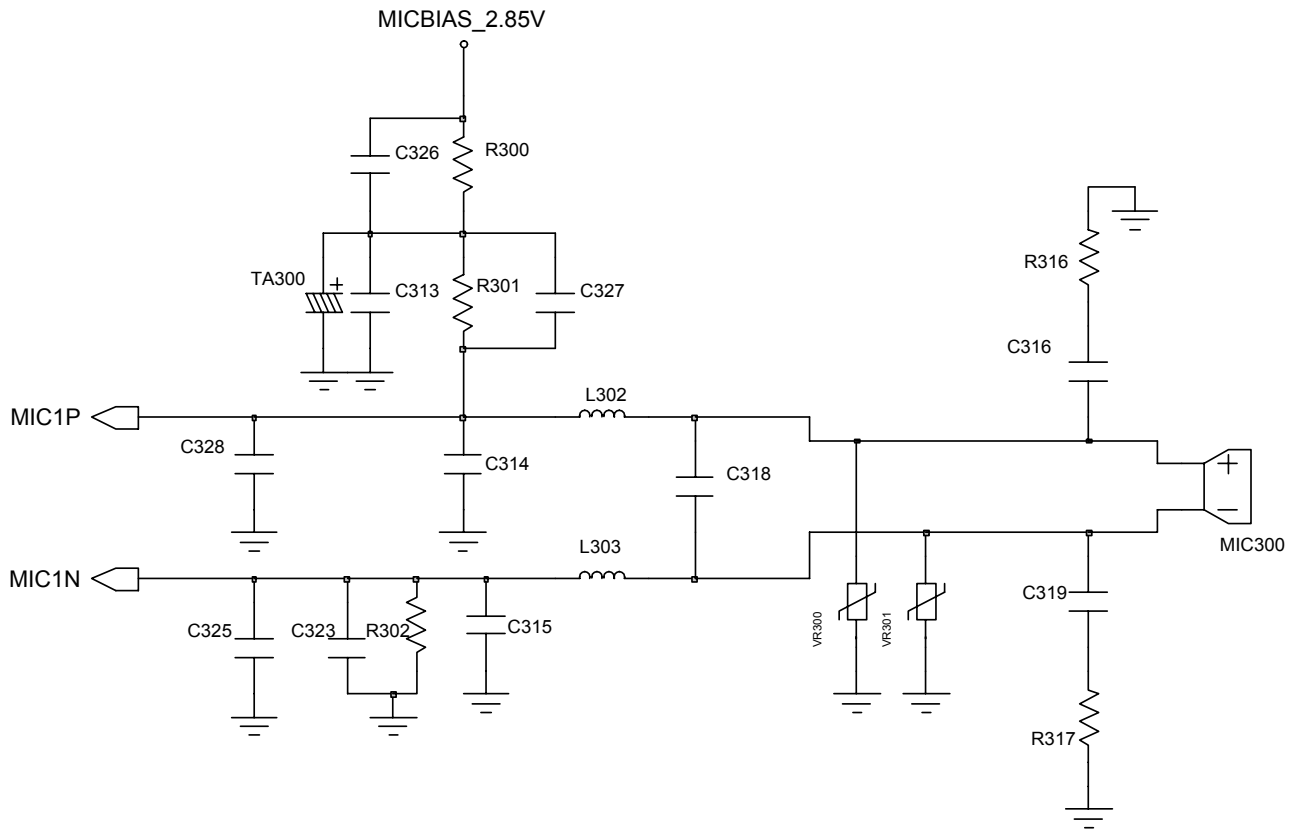 MICBIAS_2.85V
C326
R300
TA300
+
C313
R301
C327
R316
C316
MIC1P
L302
C328
C314
C318
+
−
MIC300
L303
MIC1N
C325
C323
R302
C315
VR300
VR301
C319
R317